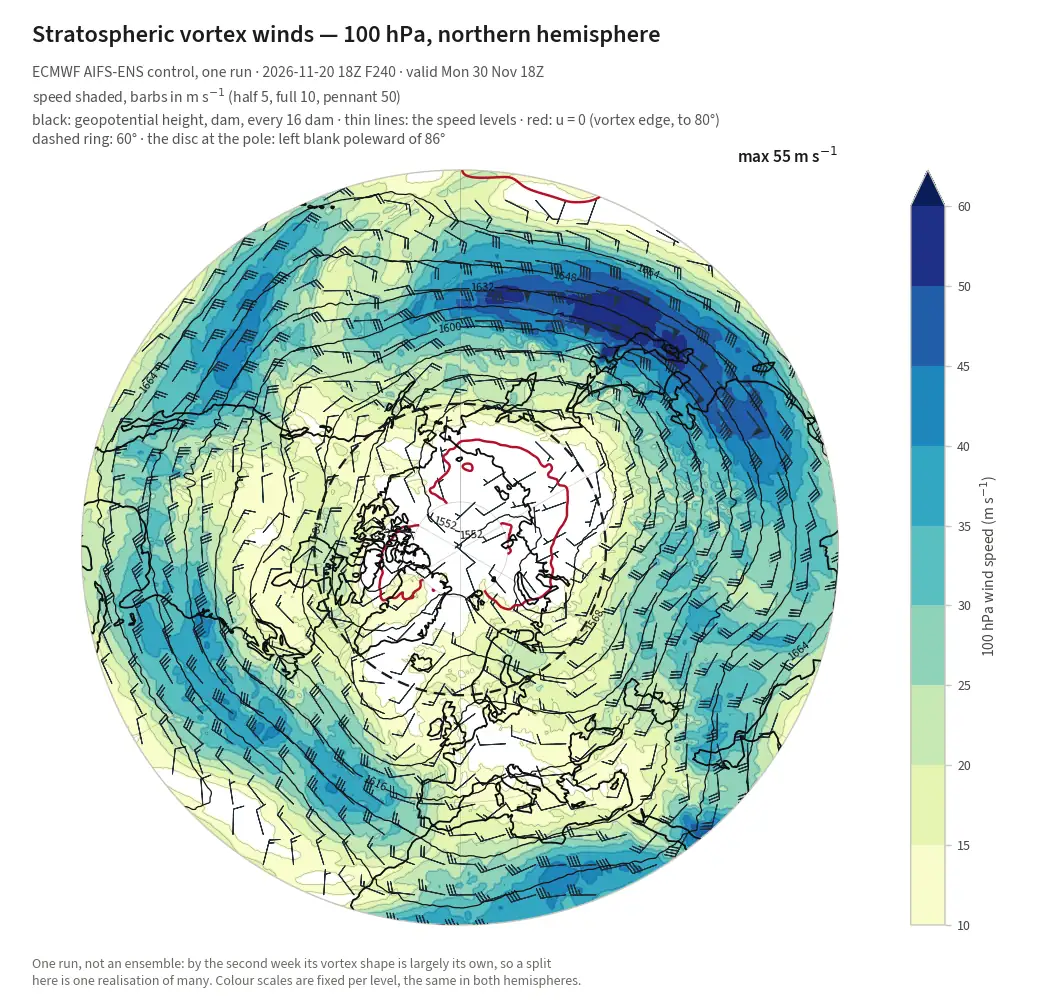 Stratospheric vortex winds — 100 hPa, northern hemisphere
ECMWF AIFS-ENS control, one run · 2026-11-20 18Z F240 · valid Mon 30 Nov 18Z
speed shaded, barbs in m s⁻¹ (half 5, full 10, pennant 50)
black: geopotential height, dam, every 16 dam · thin lines: the speed levels · red: u = 0 (vortex edge, to 80°)
dashed ring: 60° · the disc at the pole: left blank poleward of 86°
max 55 m s⁻¹
60
50
45
40
35
30
25
20
15
10
100 hPa wind speed (m s⁻¹)
1664
1648
1632
1600
1664
1552
1552
1568
1664
1616
One run, not an ensemble: by the second week its vortex shape is largely its own, so a split
here is one realisation of many. Colour scales are fixed per level, the same in both hemispheres.